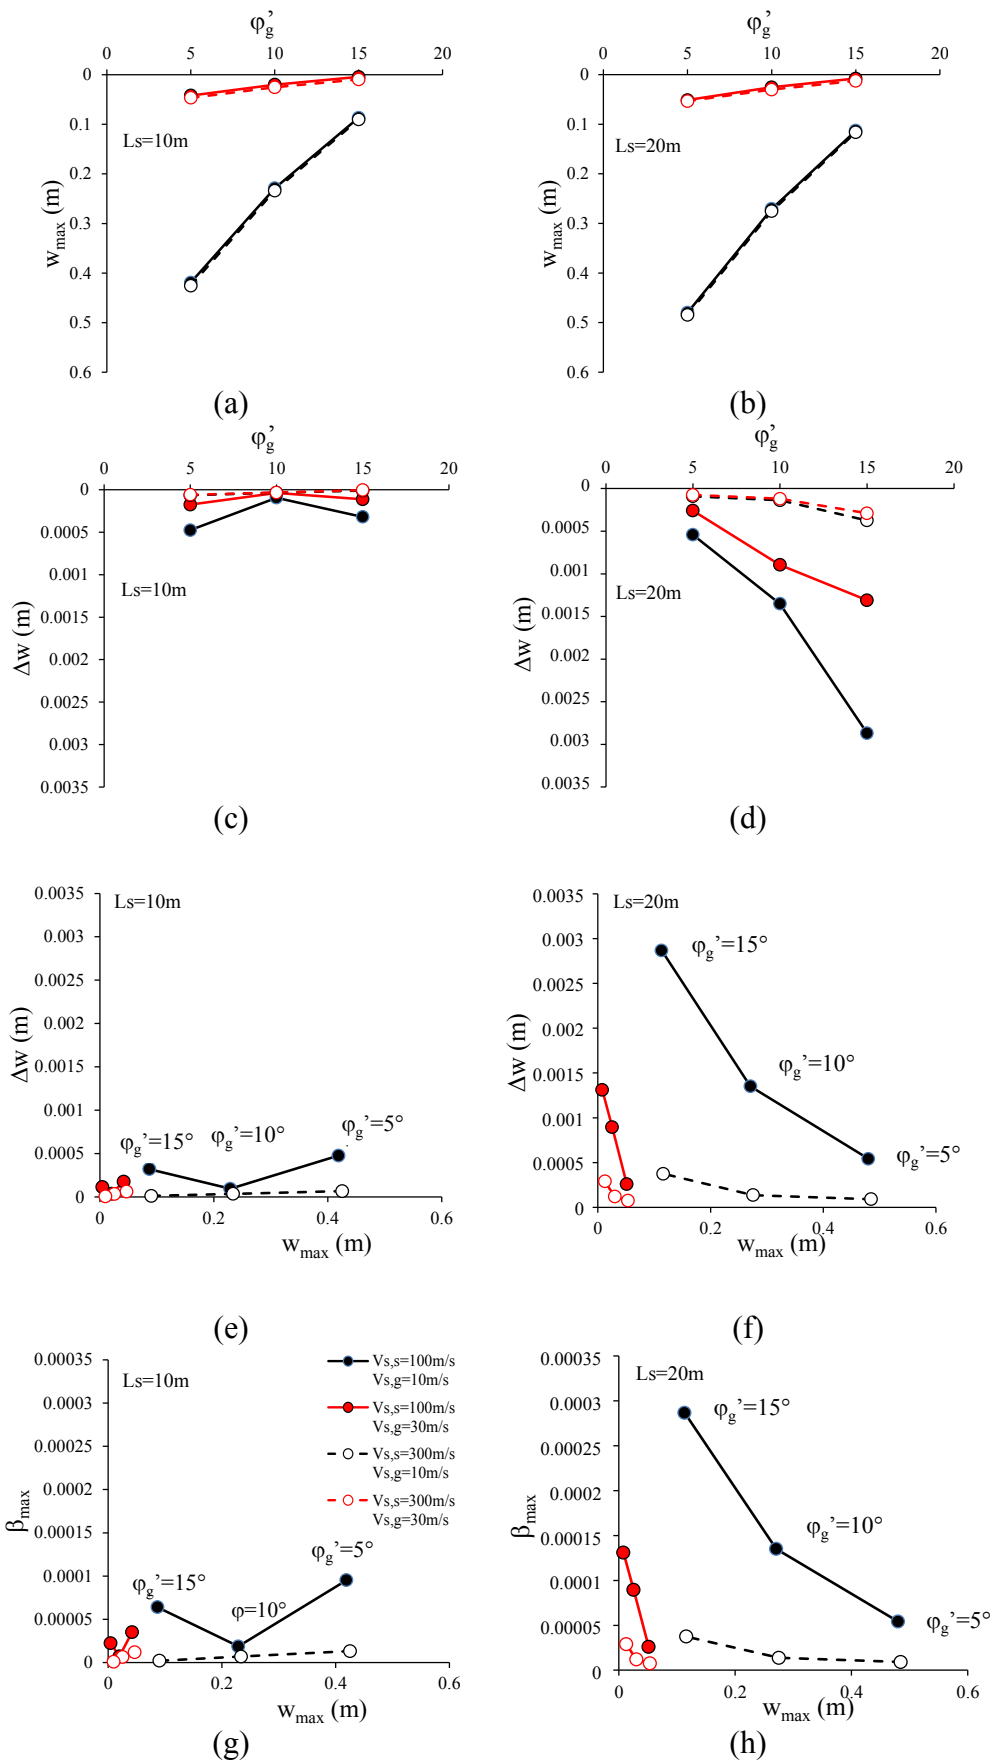 φg’
0 5 10 15 20
0
0.1
0.2
0.3
0.4
0.5
0.6
wmax (m)
Ls=10m
(a)
φg’
0 5 10 15 20
0
0.1
0.2
0.3
0.4
0.5
0.6
wmax (m)
Ls=20m
(b)
φg’
0 5 10 15 20
0
0.0005
0.001
0.0015
0.002
0.0025
0.003
0.0035
Δw (m)
Ls=10m
(c)
φg’
0 5 10 15 20
0
0.0005
0.001
0.0015
0.002
0.0025
0.003
0.0035
Δw (m)
Ls=20m
(d)
0.0035
0.003
0.0025
0.002
0.0015
0.001
0.0005
0
Δw (m)
Ls=10m
φg’=15°
φg’=10°
φg’=5°
0 0.2 0.4 0.6
wmax (m)
(e)
0.0035
0.003
0.0025
0.002
0.0015
0.001
0.0005
0
Δw (m)
Ls=20m
φg’=15°
φg’=10°
φg’=5°
0 0.2 0.4 0.6
wmax (m)
(f)
0.00035
0.0003
0.00025
0.0002
0.00015
0.0001
0.00005
0
βmax
Ls=10m
Vs,s=100m/s
Vs,g=10m/s
Vs,s=100m/s
Vs,g=30m/s
Vs,s=300m/s
Vs,g=10m/s
Vs,s=300m/s
Vs,g=30m/s
φg’=15°
φ=10°
φg’=5°
0 0.2 0.4 0.6
wmax (m)
(g)
0.00035
0.0003
0.00025
0.0002
0.00015
0.0001
0.00005
0
βmax
Ls=20m
φg’=15°
φg’=10°
φg’=5°
0 0.2 0.4 0.6
wmax (m)
(h)